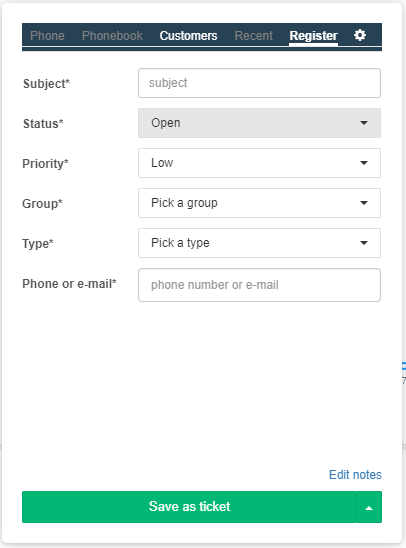 Phone Phonebook Customers Recent Register
Subject* subject
Status* Open
Priority* Low
Group* Pick a group
Type* Pick a type
Phone or e-mail* phone number or e-mail
7
Edit notes
Save as ticket